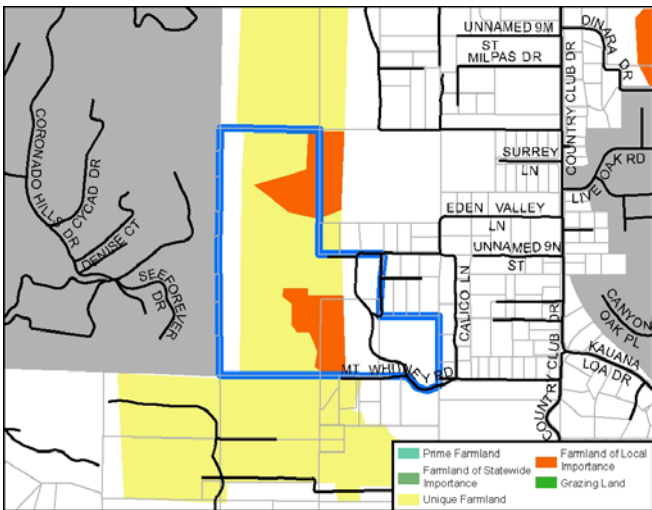 UNNAMED 9M
ST
MILPAS DR
DINARA DR
COUNTRY CLUB DR
SURREY
LN
LIVE OAK RD
CORONADO HILLS DR
CYCAD DR
DENISE CT
SEEFOREVER
DR
EDEN VALLEY
LN
UNNAMED 9N
ST
CALICO LN
CANYON
OAK PL
KAUANA
LOA DR
COUNTRY CLUB DR
MT WHITNEY RD
Prime Farmland
Farmland of Statewide
Importance
Unique Farmland
Farmland of Local
Importance
Grazing Land